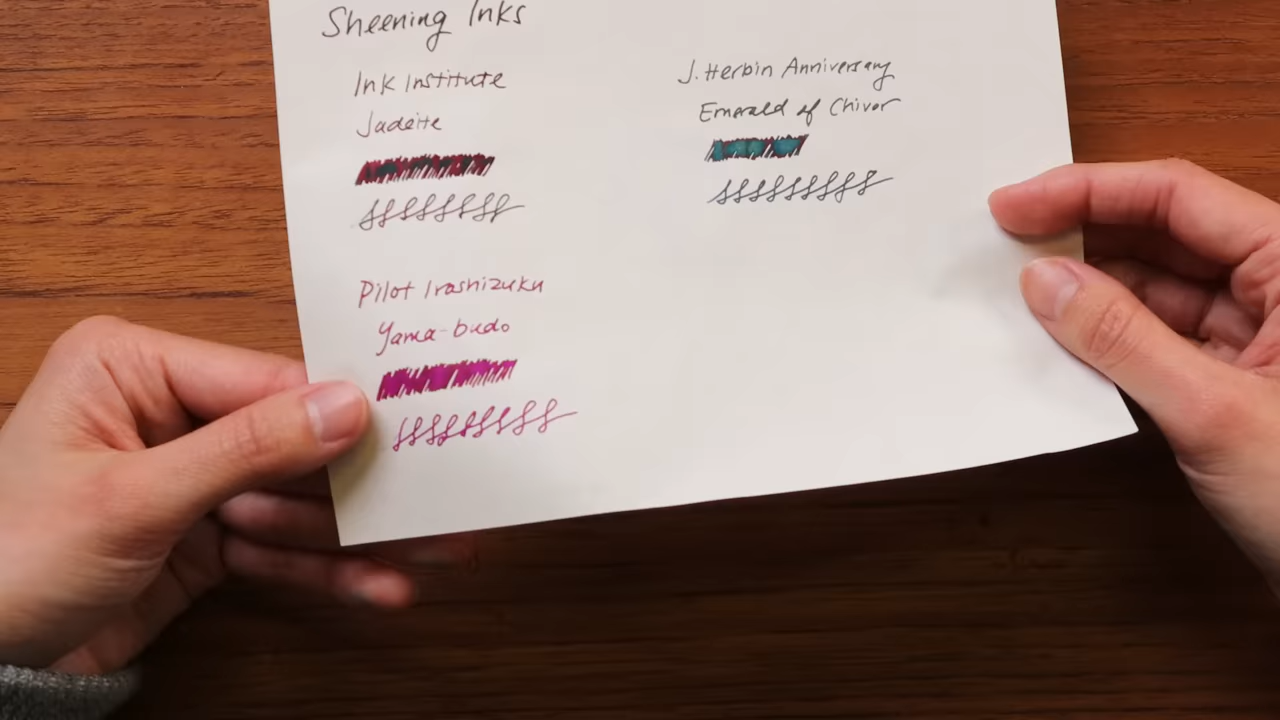 Sheening Inks
Ink Institute
Jadeite
Pilot Iroshizuku
Yama-budo
J. Herbin Anniversary
Emerald of Chivor